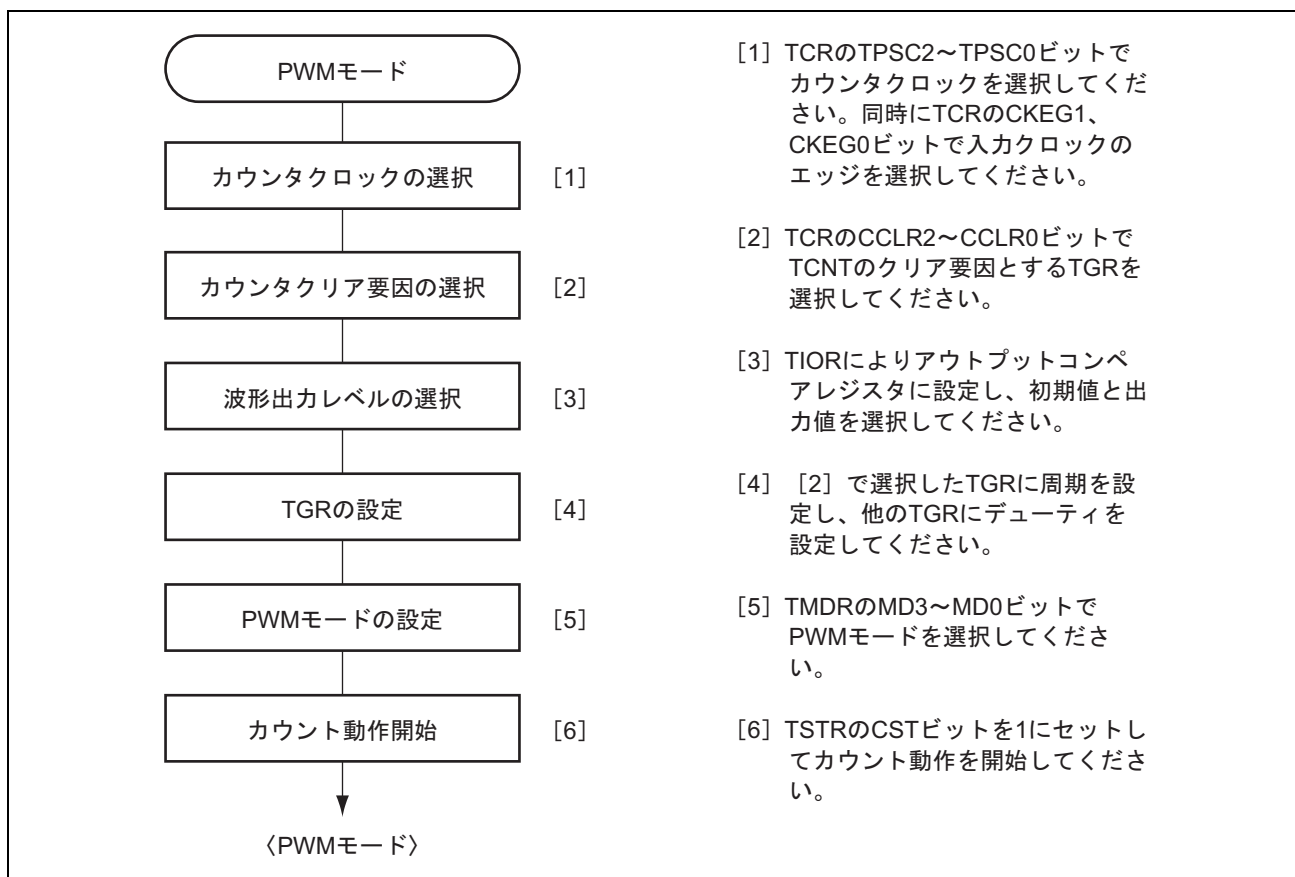 PWMモード
カウンタクロックの選択 [1]
カウンタクリア要因の選択 [2]
波形出力レベルの選択 [3]
TGRの設定 [4]
PWMモードの設定 [5]
カウント動作開始 [6]
〈PWMモード〉
[1] TCRのTPSC2～TPSC0ビットで
カウンタクロックを選択してくだ
さい。同時にTCRのCKEG1、
CKEG0ビットで入力クロックの
エッジを選択してください。
[2] TCRのCCLR2～CCLR0ビットで
TCNTのクリア要因とするTGRを
選択してください。
[3] TIORによりアウトプットコンペ
アレジスタに設定し、初期値と出
力値を選択してください。
[4] [2]で選択したTGRに周期を設
定し、他のTGRにデューティを
設定してください。
[5] TMDRのMD3～MD0ビットで
PWMモードを選択してくださ
い。
[6] TSTRのCSTビットを1にセットし
てカウント動作を開始してくださ
い。